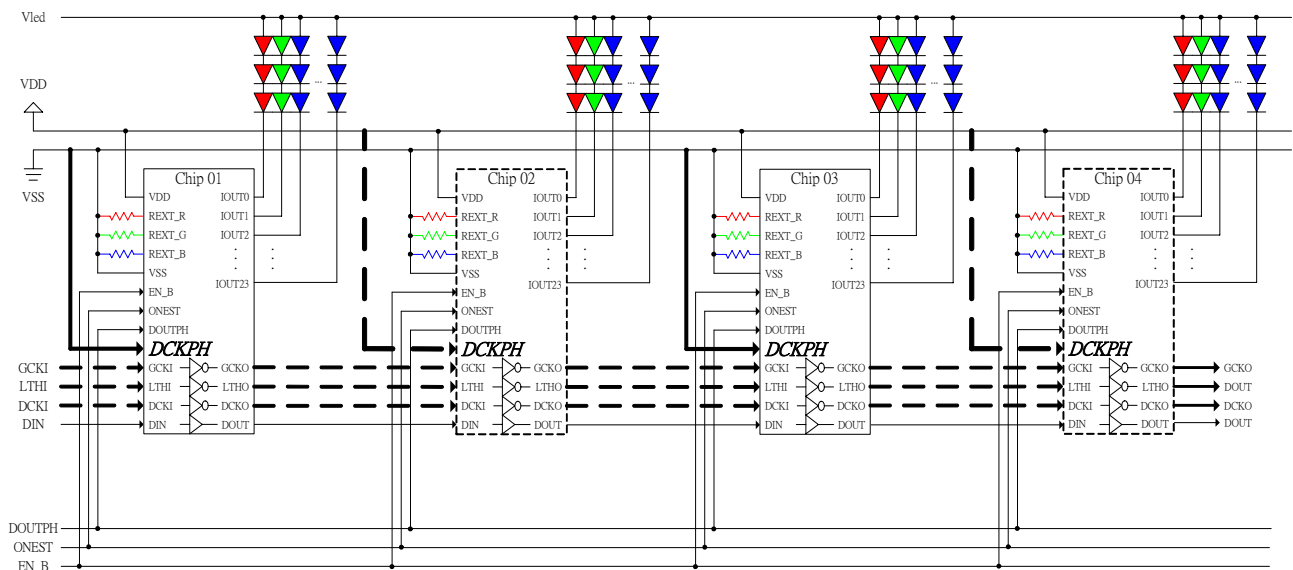 Vled
VDD
VSS
Chip 01
VDD IOUT0
REXT_R IOUT1
REXT_G IOUT2
REXT_B
VSS
IOUT23
EN_B
ONEST
DOUTPH
DCKPH
GCKI GCKO
LTHI LTHO
DCKI DCKO
DIN DOUT
...
Chip 02
VDD IOUT0
REXT_R IOUT1
REXT_G IOUT2
REXT_B
VSS
IOUT23
EN_B
ONEST
DOUTPH
DCKPH
GCKI GCKO
LTHI LTHO
DCKI DCKO
DIN DOUT
...
Chip 03
VDD IOUT0
REXT_R IOUT1
REXT_G IOUT2
REXT_B
VSS
IOUT23
EN_B
ONEST
DOUTPH
DCKPH
GCKI GCKO
LTHI LTHO
DCKI DCKO
DIN DOUT
...
Chip 04
VDD IOUT0
REXT_R IOUT1
REXT_G IOUT2
REXT_B
VSS
IOUT23
EN_B
ONEST
DOUTPH
DCKPH
GCKI GCKO
LTHI LTHO
DCKI DCKO
DIN DOUT
...
GCKI
LTHI
DCKI
DIN
GCKO
DOUT
DCKO
DOUT
DOUTPH
ONEST
EN_B